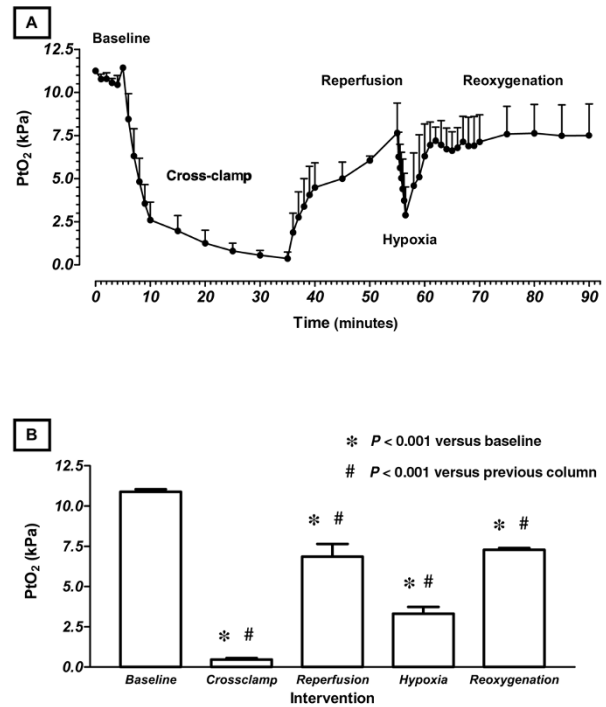 A
Baseline
Reperfusion
Reoxygenation
Cross-clamp
Hypoxia
PtO2 (kPa)
12.5
10.0
7.5
5.0
2.5
0.0
0 10 20 30 40 50 60 70 80 90
Time (minutes)
B
* P < 0.001 versus baseline
# P < 0.001 versus previous column
PtO2 (kPa)
12.5
10.0
7.5
5.0
2.5
0.0
* #
* #
* #
* #
Baseline Crossclamp Reperfusion Hypoxia Reoxygenation
Intervention